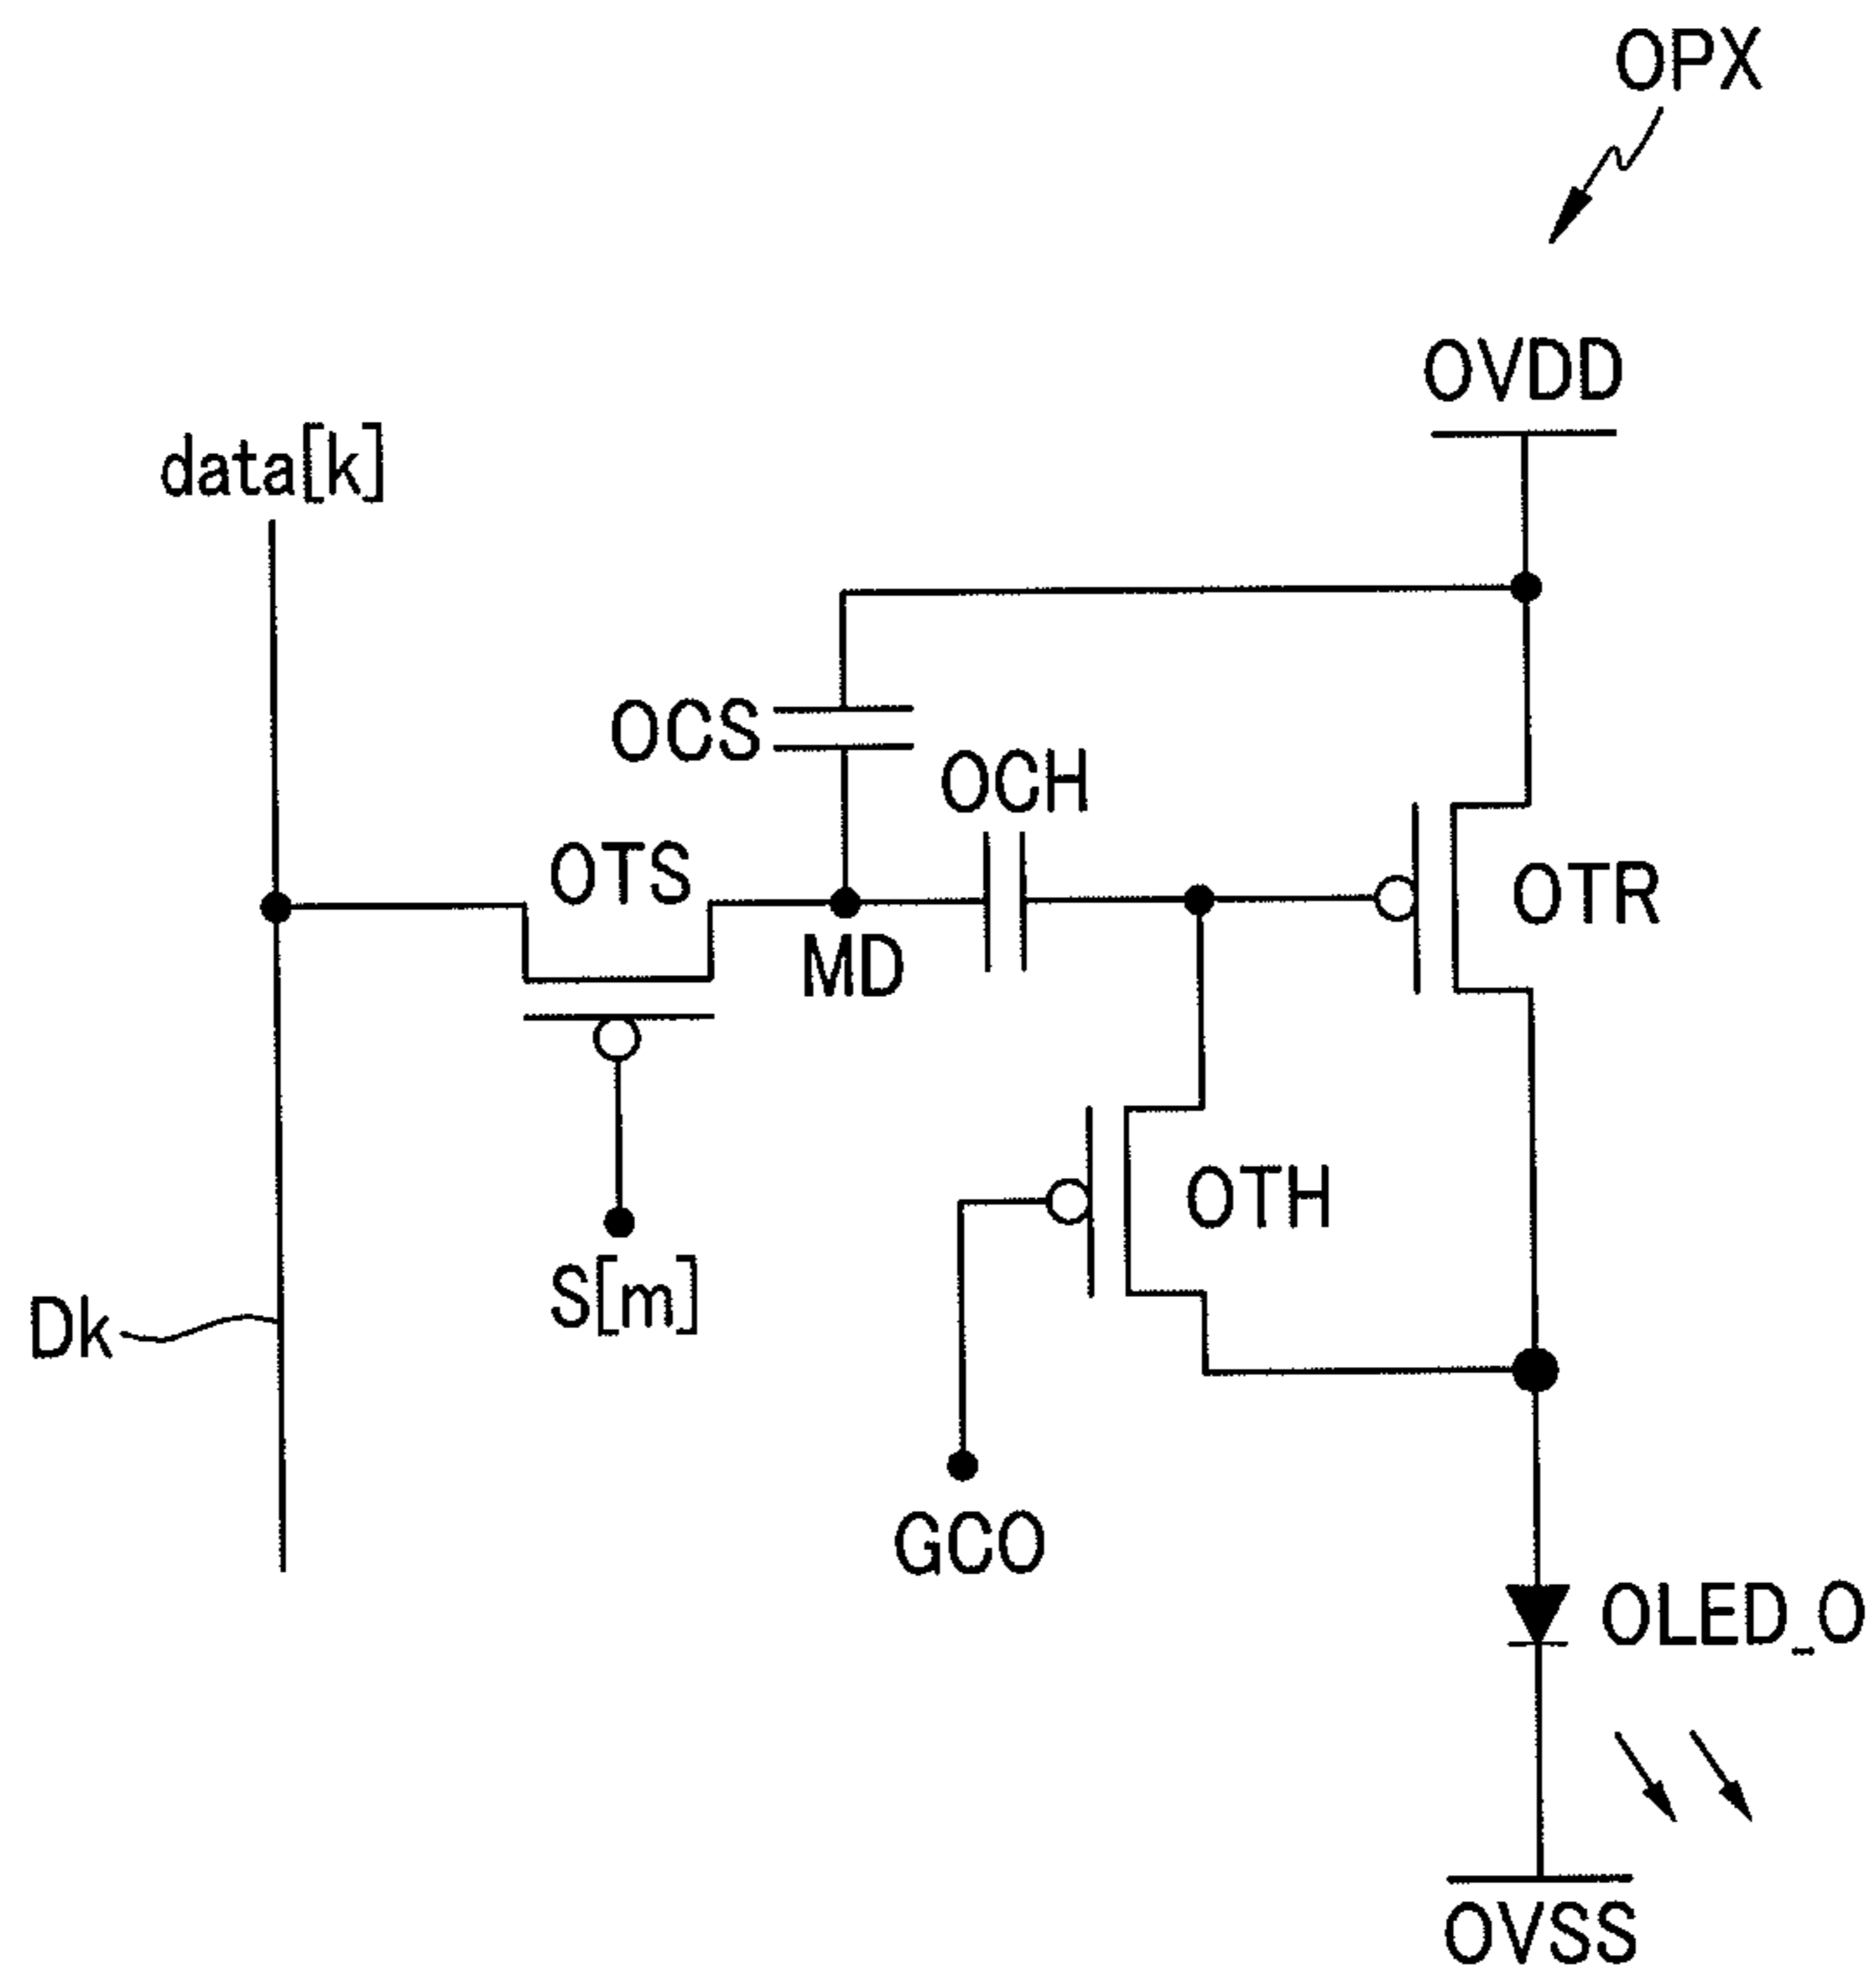 OPX
OVDD
data[k]
OCS
OCH
OTS
OTR
MD
OTH
S[m]
Dk
GCO
OLED_O
OVSS